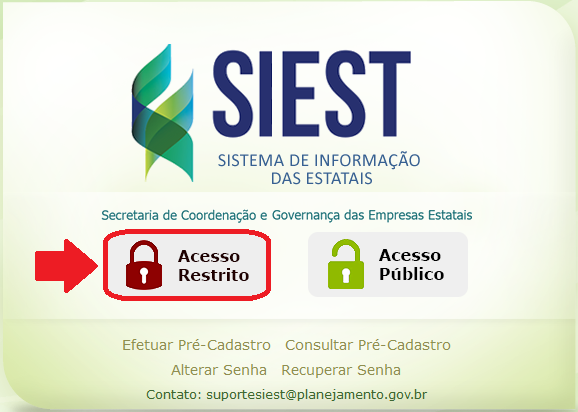 SIEST
SISTEMA DE INFORMAÇÃO
DAS ESTATAIS
Secretaria de Coordenação e Governança das Empresas Estatais
Acesso
Restrito
Acesso
Público
Efetuar Pré-Cadastro Consultar Pré-Cadastro
Alterar Senha Recuperar Senha
Contato: suportesiest@planejamento.gov.br